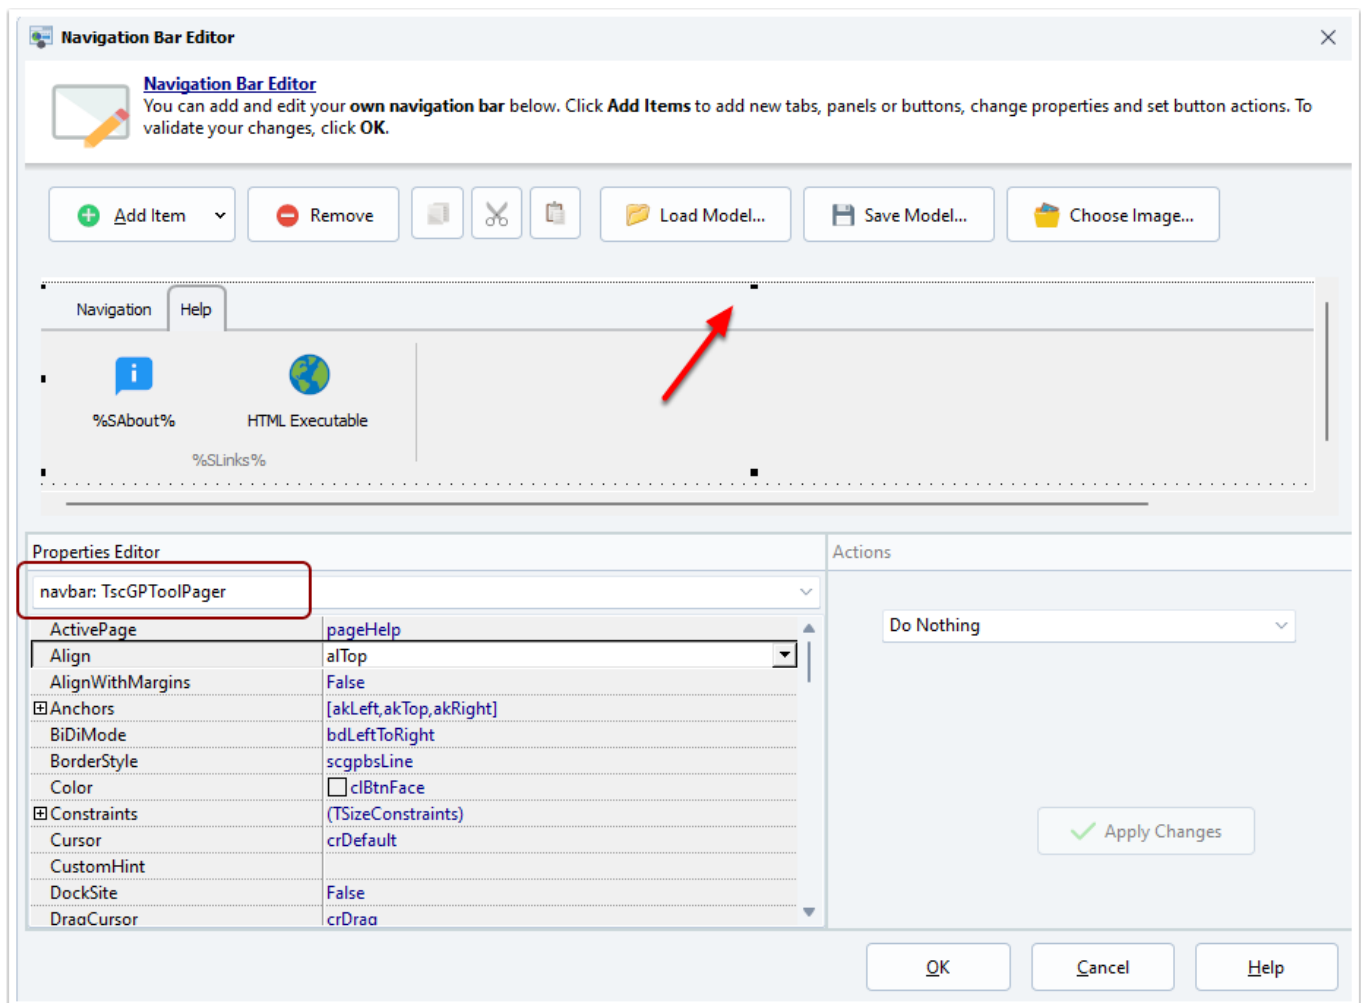 Navigation Bar Editor
Navigation Bar Editor
You can add and edit your own navigation bar below. Click Add Items to add new tabs, panels or buttons, change properties and set button actions. To
validate your changes, click OK.
Add Item
Remove
Load Model...
Save Model...
Choose Image...
Navigation
Help
%SAbout%
HTML Executable
%SLinks%
Properties Editor
Actions
navbar: TscGPToolPager
Do Nothing
ActivePage pageHelp
Align alTop
AlignWithMargins False
Anchors [akLeft,akTop,akRight]
BiDiMode bdLeftToRight
BorderStyle scgpbsLine
Color clBtnFace
Constraints (TSizeConstraints)
Cursor crDefault
CustomHint
DockSite False
DragCursor crDrag
Apply Changes
OK
Cancel
Help